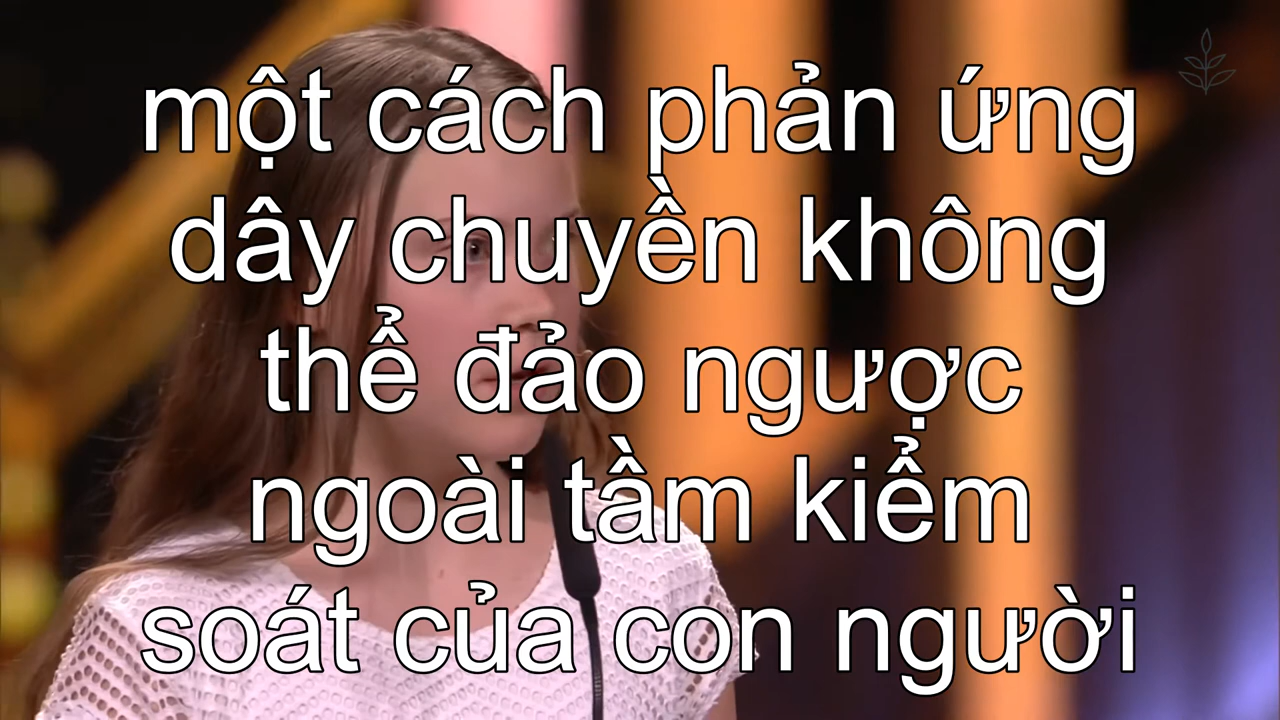 một cách phản ứng
dây chuyền không
thể đảo ngược
ngoài tầm kiểm
soát của con người